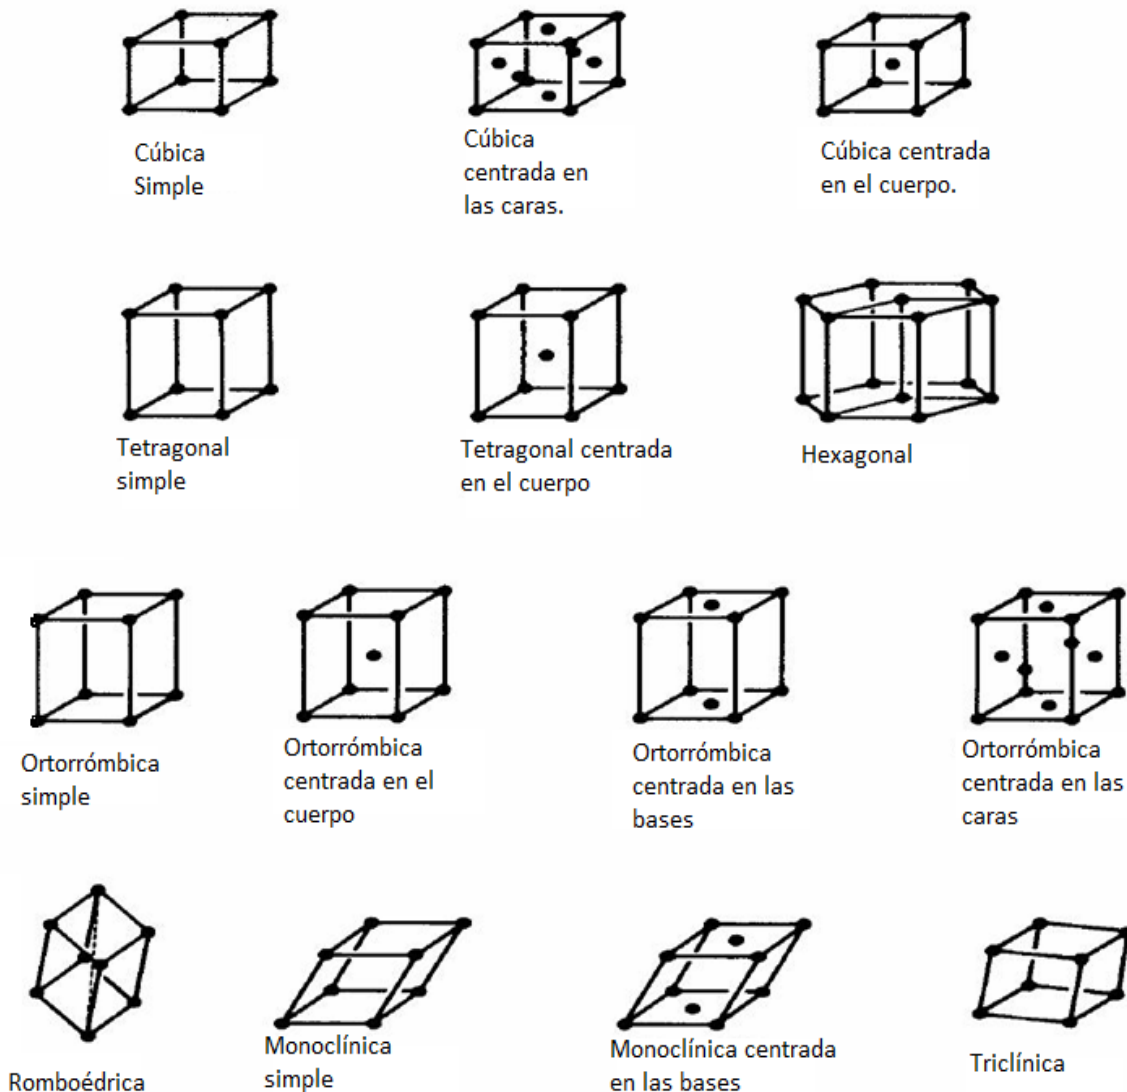 Cúbica
Simple
Cúbica
centrada en
las caras.
Cúbica centrada
en el cuerpo.
Tetragonal
simple
Tetragonal centrada
en el cuerpo
Hexagonal
Ortorrómbica
simple
Ortorrómbica
centrada en el
cuerpo
Ortorrómbica
centrada en las
bases
Ortorrómbica
centrada en las
caras
Romboédrica
Monoclínica
simple
Monoclínica centrada
en las bases
Triclínica